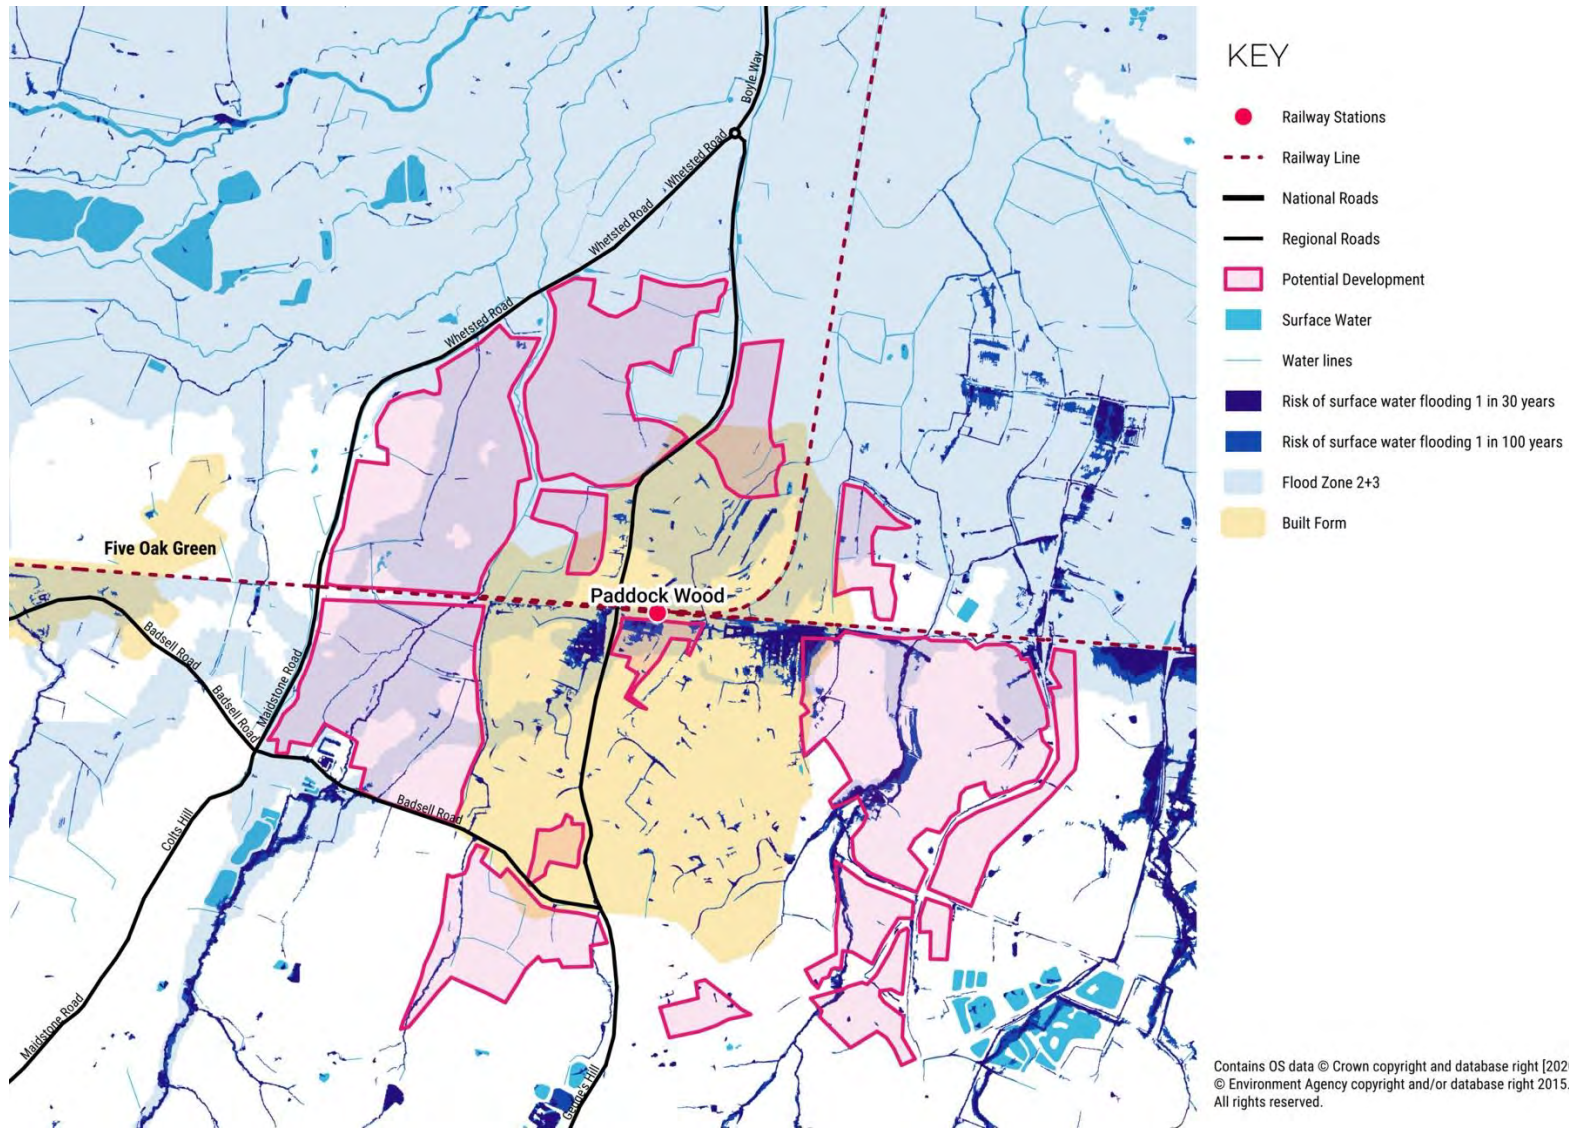 KEY
Railway Stations
Railway Line
National Roads
Regional Roads
Potential Development
Surface Water
Water lines
Risk of surface water flooding 1 in 30 years
Risk of surface water flooding 1 in 100 years
Flood Zone 2+3
Built Form
Boyle Way
Whetsted Road
Whetsted Road
Whetsted Road
Whetsted Road
Five Oak Green
Paddock Wood
Badsell Road
Badsell Road
Maidstone Road
Badsell Road
Colts Hill
Maidstone Road
Gedge's Hill
Contains OS data © Crown copyright and database right [202
© Environment Agency copyright and/or database right 2015.
All rights reserved.